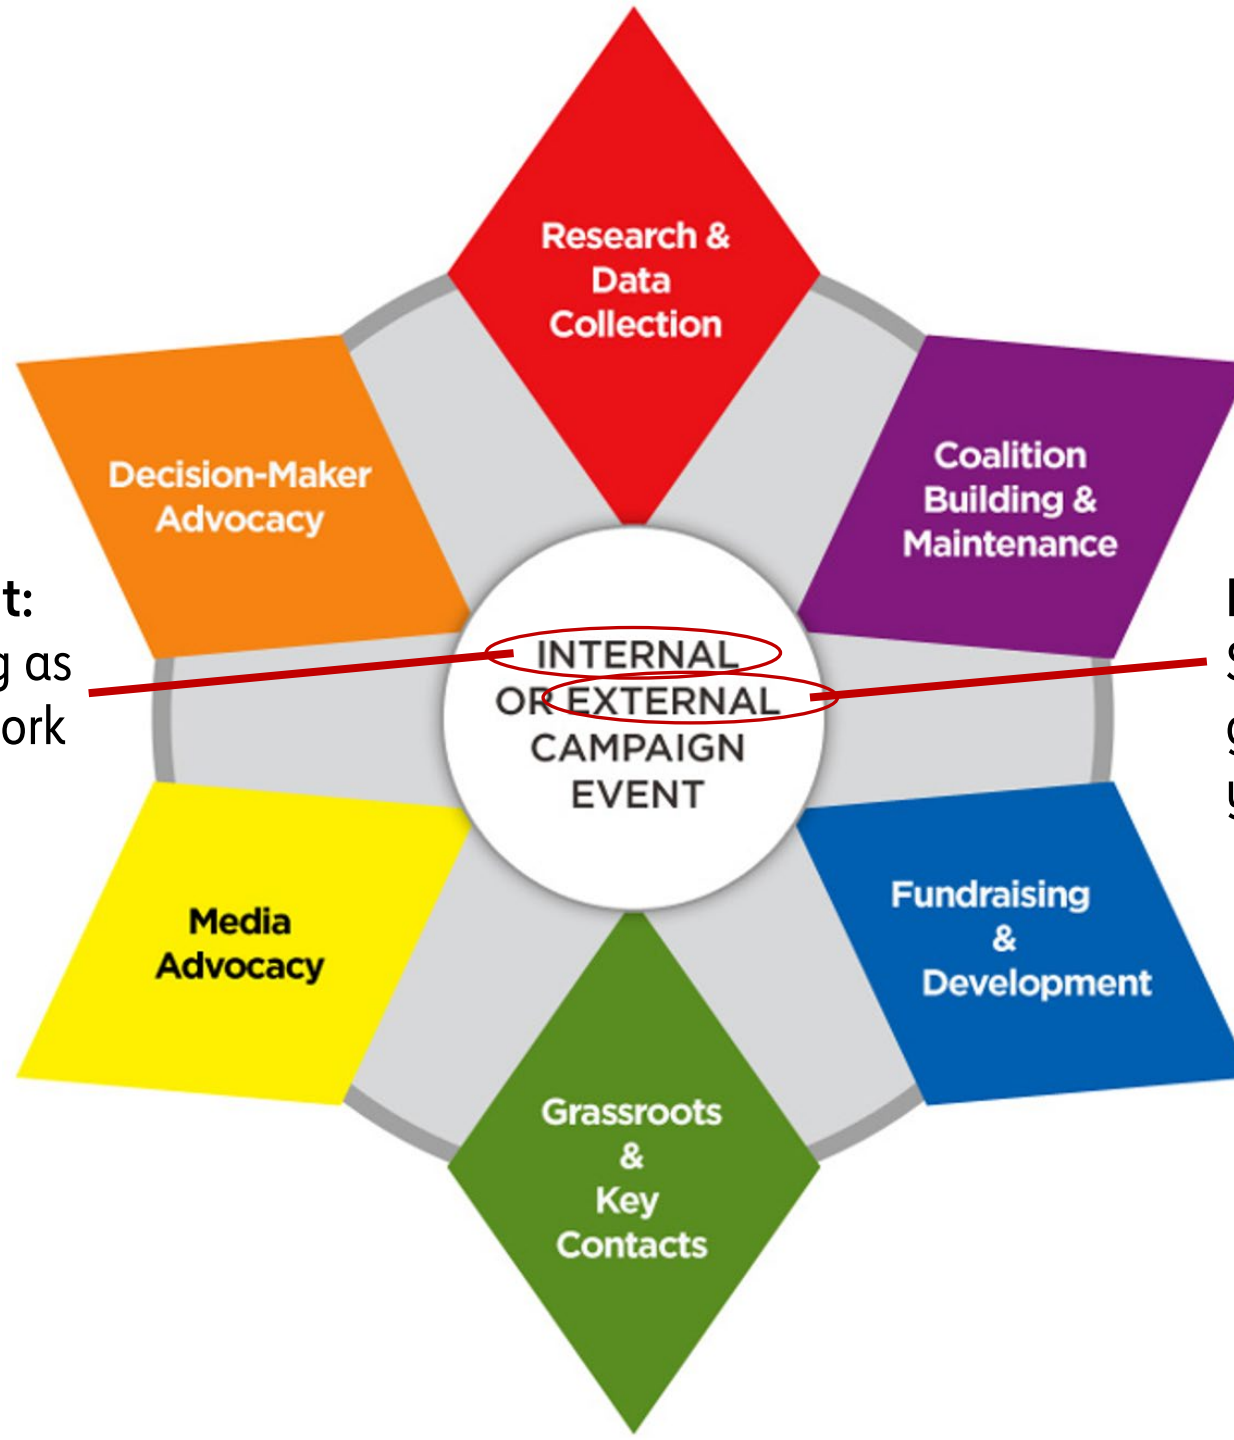 Research &
Data
Collection
Decision-Maker
Advocacy
Coalition
Building &
Maintenance
t:
g as
ork
INTERNAL
OR EXTERNAL
CAMPAIGN
EVENT
Media
Advocacy
Fundraising
&
Development
Grassroots
&
Key
Contacts